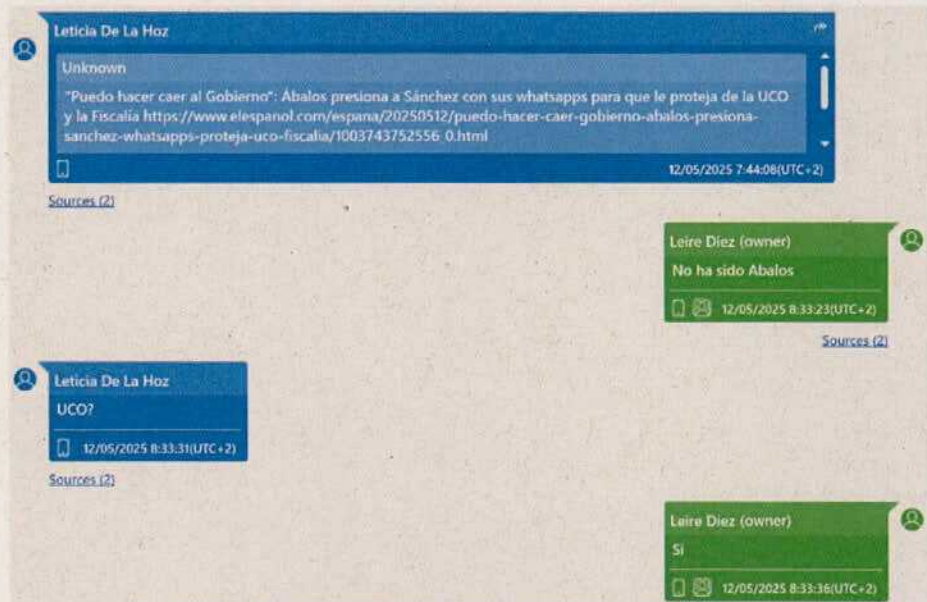 Leticia De La Hoz
Unknown
"Puedo hacer caer al Gobierno": Ábalos presiona a Sánchez con sus whatsapps para que le proteja de la UCO
y la Fiscalía https://www.elespanol.com/espana/20250512/puedo-hacer-caer-gobierno-abalos-presiona-
sanchez-whatsapps-proteja-uco-fiscalia/1003743752556_0.html
12/05/2025 7:44:08(UTC+2)
Sources (2)
Leire Diez (owner)
No ha sido Abalos
12/05/2025 8:33:23(UTC+2)
Sources (2)
Leticia De La Hoz
UCO?
12/05/2025 8:33:31(UTC+2)
Sources (2)
Leire Diez (owner)
Si
12/05/2025 8:33:36(UTC+2)